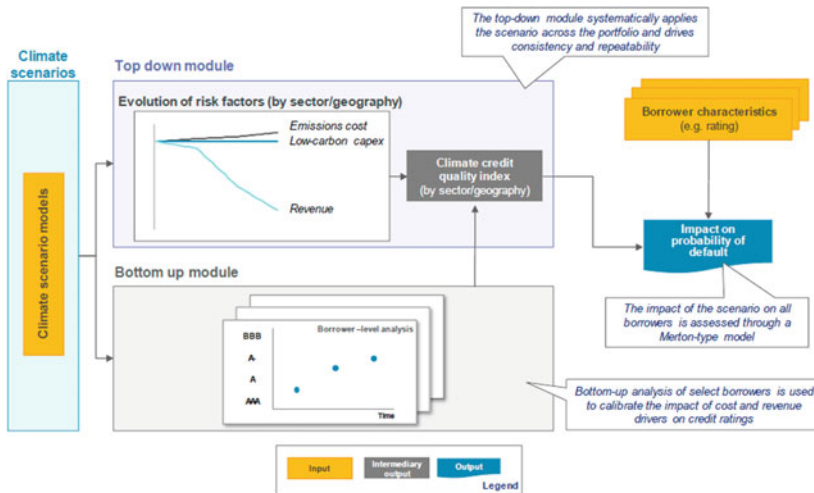 Climate
scenarios
Climate scenario models
Top down module
Evolution of risk factors (by sector/geography)
Emissions cost
Low-carbon capex
Revenue
Climate credit
quality index
(by sector/geography)
The top-down module systematically applies
the scenario across the portfolio and drives
consistency and repeatability
Borrower characteristics
(e.g. rating)
Impact on
probability of
default
The impact of the scenario on all
borrowers is assessed through a
Merton-type model
Bottom up module
Borrower –level analysis
BBB
A-
A
AAA
Time
Bottom-up analysis of select borrowers is used
to calibrate the impact of cost and revenue
drivers on credit ratings
Input
Intermediary
output
Output
Legend